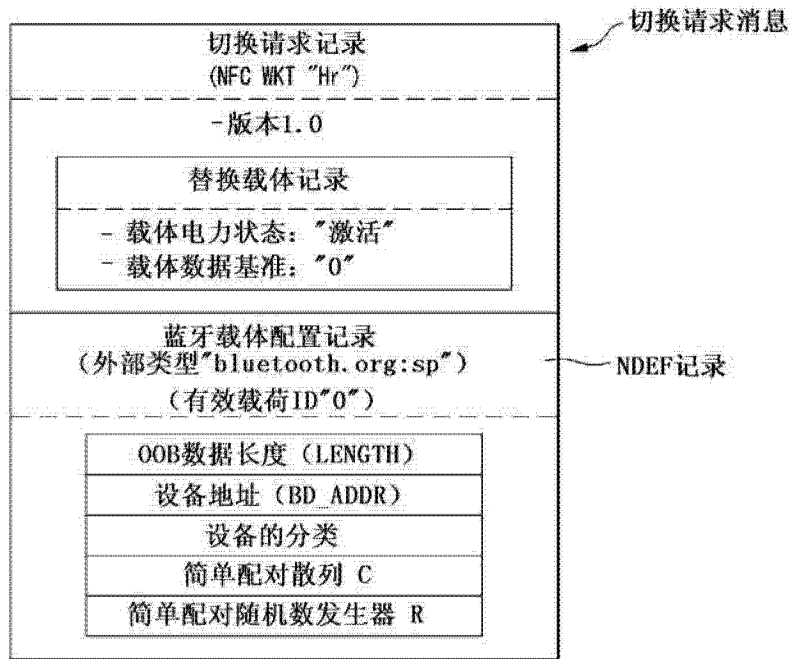 切换请求消息
切换请求记录
(NFC WKT "Hr")
-版本1.0
替换载体记录
- 载体电力状态："激活"
- 载体数据基准："0"
蓝牙载体配置记录
（外部类型"bluetooth.org:sp"）
（有效载荷ID"0"）
NDEF记录
OOB数据长度（LENGTH）
设备地址（BD_ADDR）
设备的分类
简单配对散列 C
简单配对随机数发生器 R